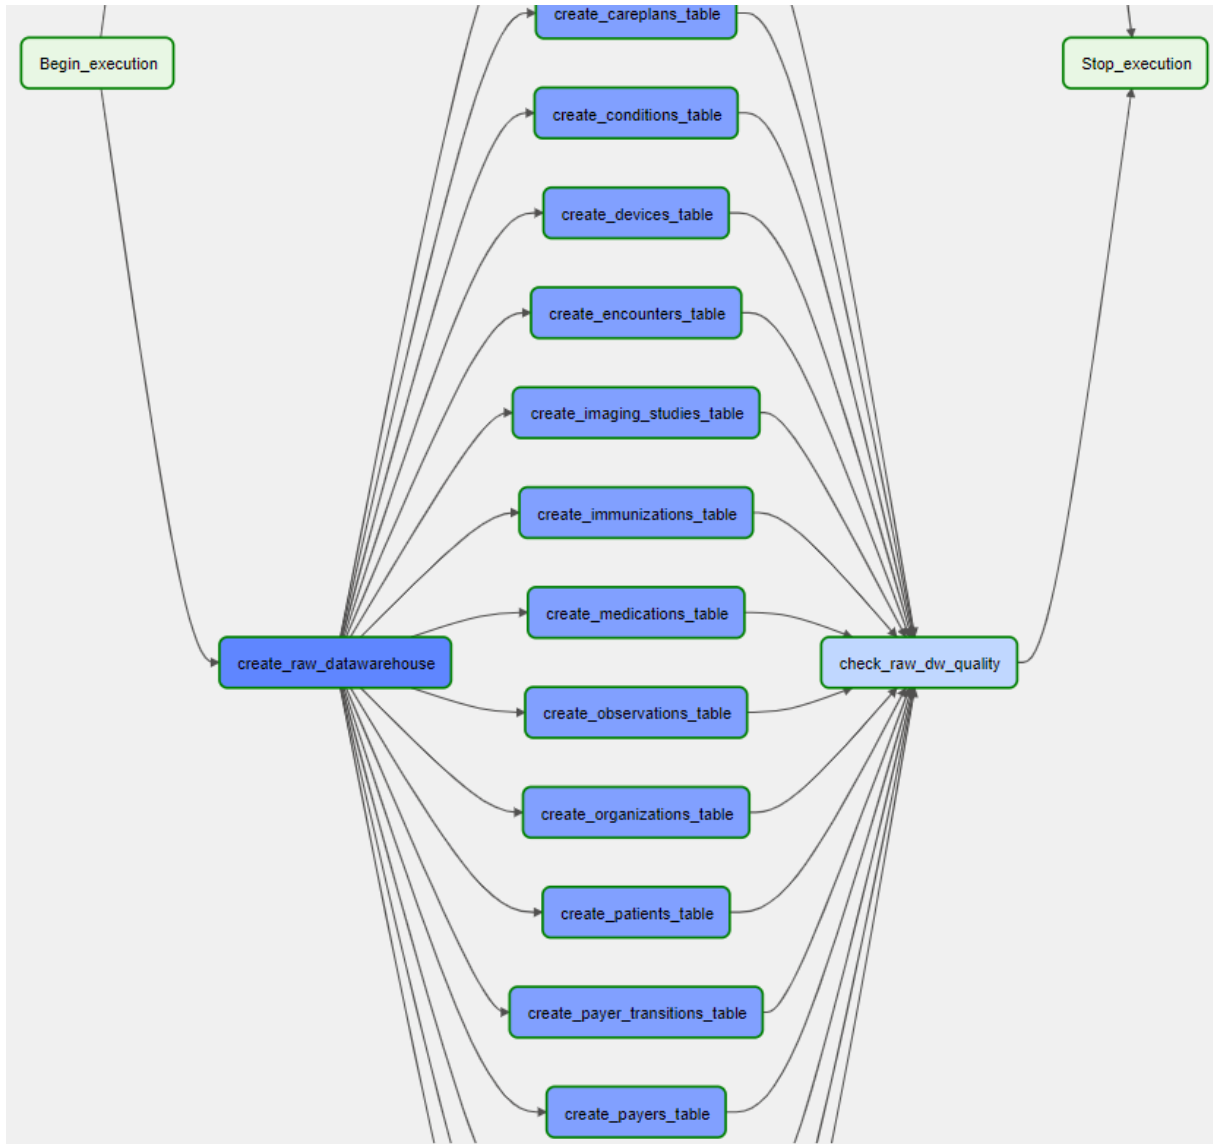 create_careplans_table
Begin_execution
Stop_execution
create_conditions_table
create_devices_table
create_encounters_table
create_imaging_studies_table
create_immunizations_table
create_medications_table
create_raw_datawarehouse
check_raw_dw_quality
create_observations_table
create_organizations_table
create_patients_table
create_payer_transitions_table
create_payers_table